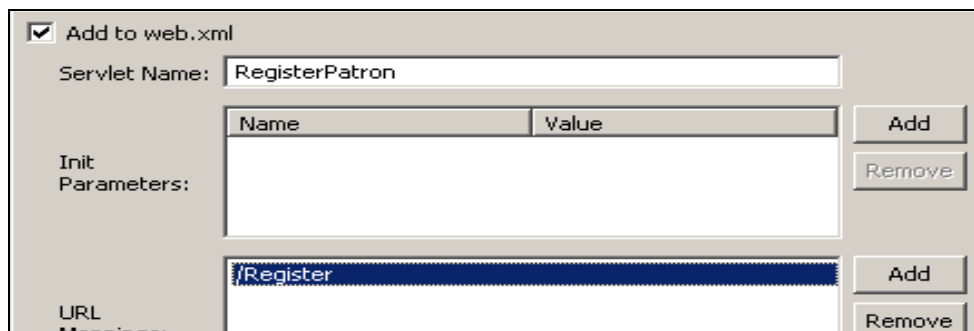 Add to web.xml
Servlet Name: RegisterPatron
Name Value Add
Init
Parameters:
Remove
/Register Add
URL
Remove